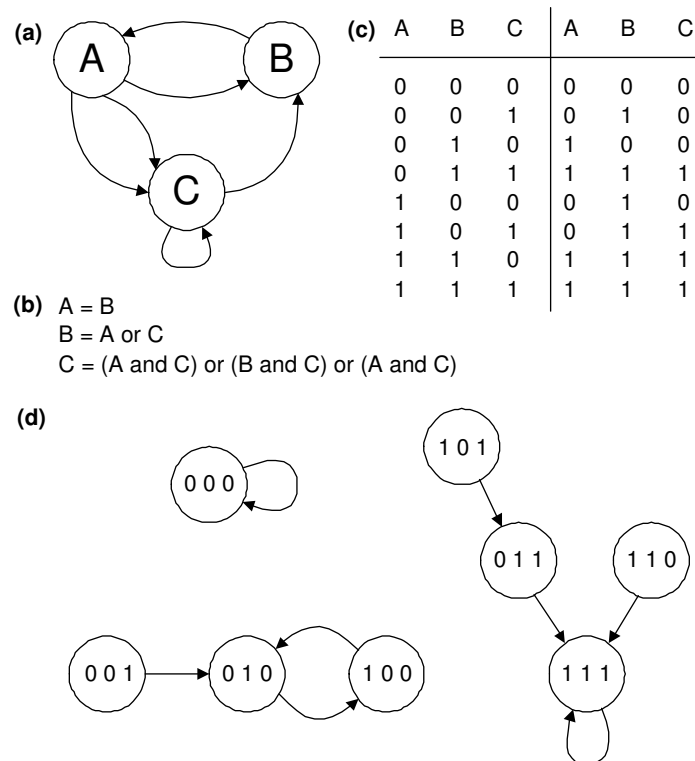 (a)
A
B
C
(b) A = B
B = A or C
C = (A and C) or (B and C) or (A and C)
(c) A B C A B C
0 0 0 0 0 0
0 0 1 0 1 0
0 1 0 1 0 0
0 1 1 1 1 1
1 0 0 0 1 0
1 0 1 0 1 1
1 1 0 1 1 1
1 1 1 1 1 1
(d)
1 0 1
0 0 0
0 1 1
1 1 0
0 0 1
0 1 0
1 0 0
1 1 1